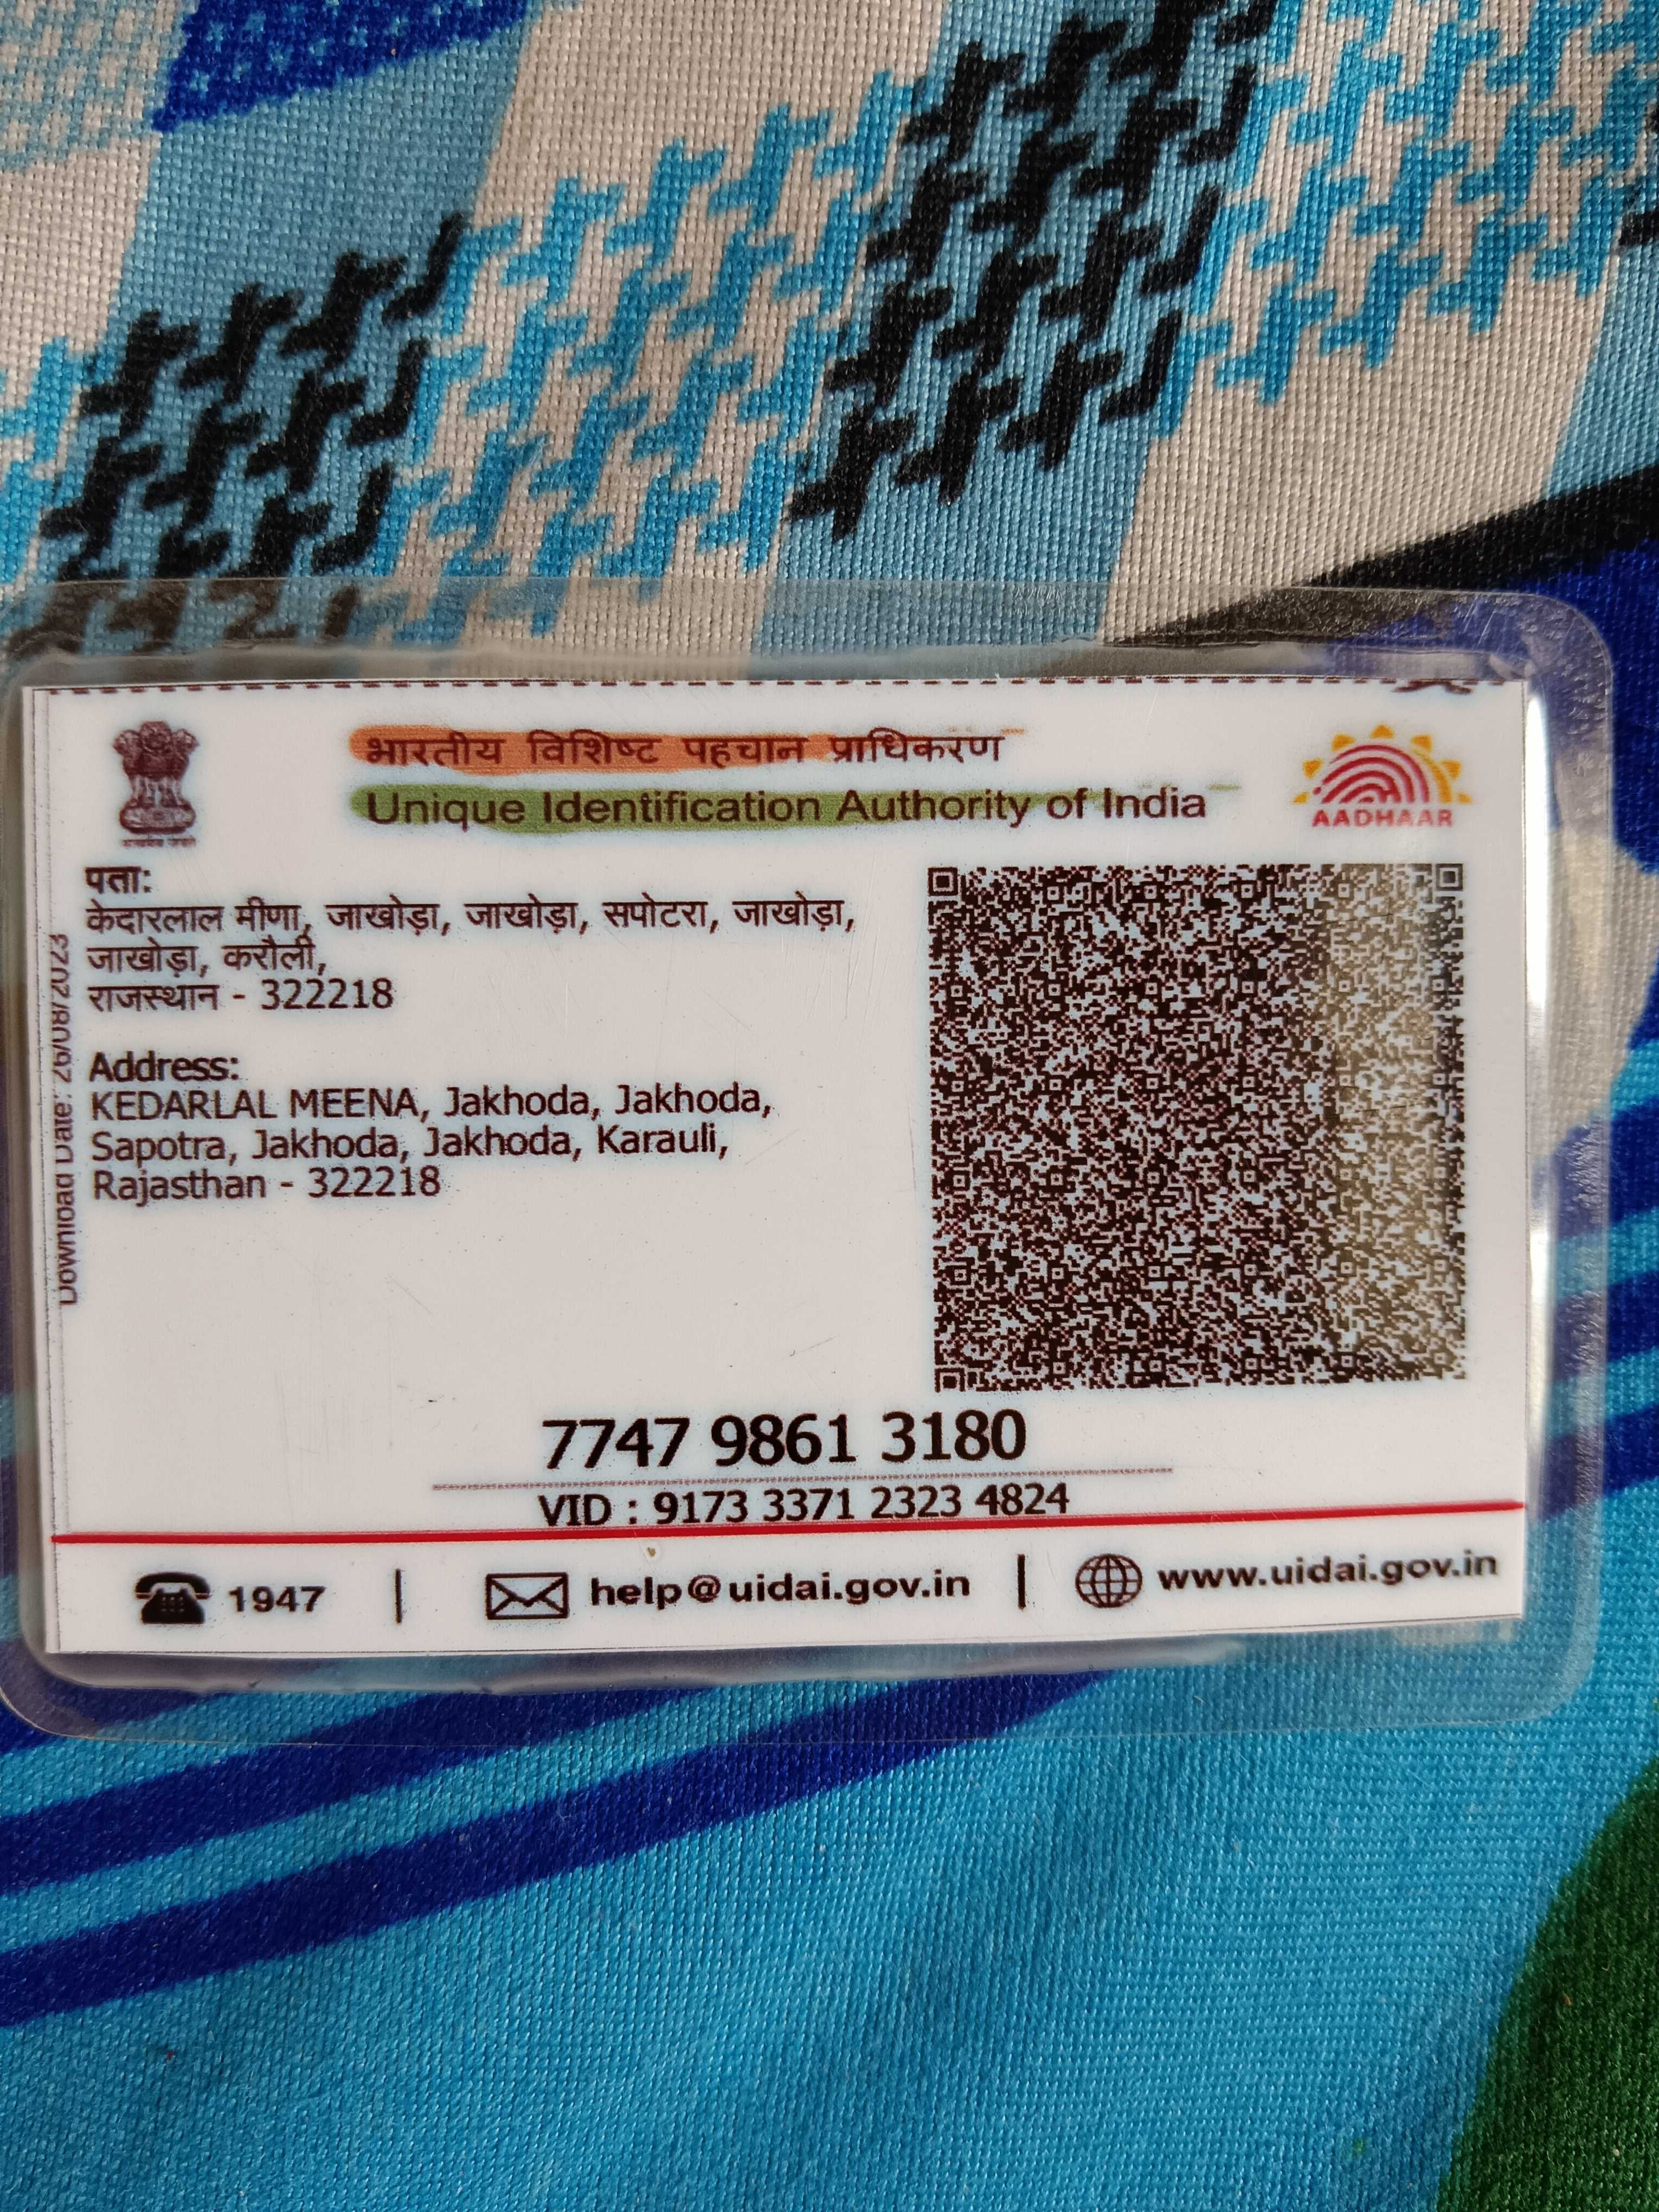 भारतीय विशिष्ट पहचान प्राधिकरण
Unique Identification Authority of India
AADHAAR
पता:
केदारलाल मीणा, जाखोड़ा, जाखोड़ा, सपोटरा, जाखोड़ा,
जाखोड़ा, करौली,
राजस्थान - 322218
Address:
KEDARLAL MEENA, Jakhoda, Jakhoda,
Sapotra, Jakhoda, Jakhoda, Karauli,
Rajasthan - 322218
Download Date: 26/08/2023
7747 9861 3180
VID : 9173 3371 2323 4824
1947
help@uidai.gov.in
www.uidai.gov.in